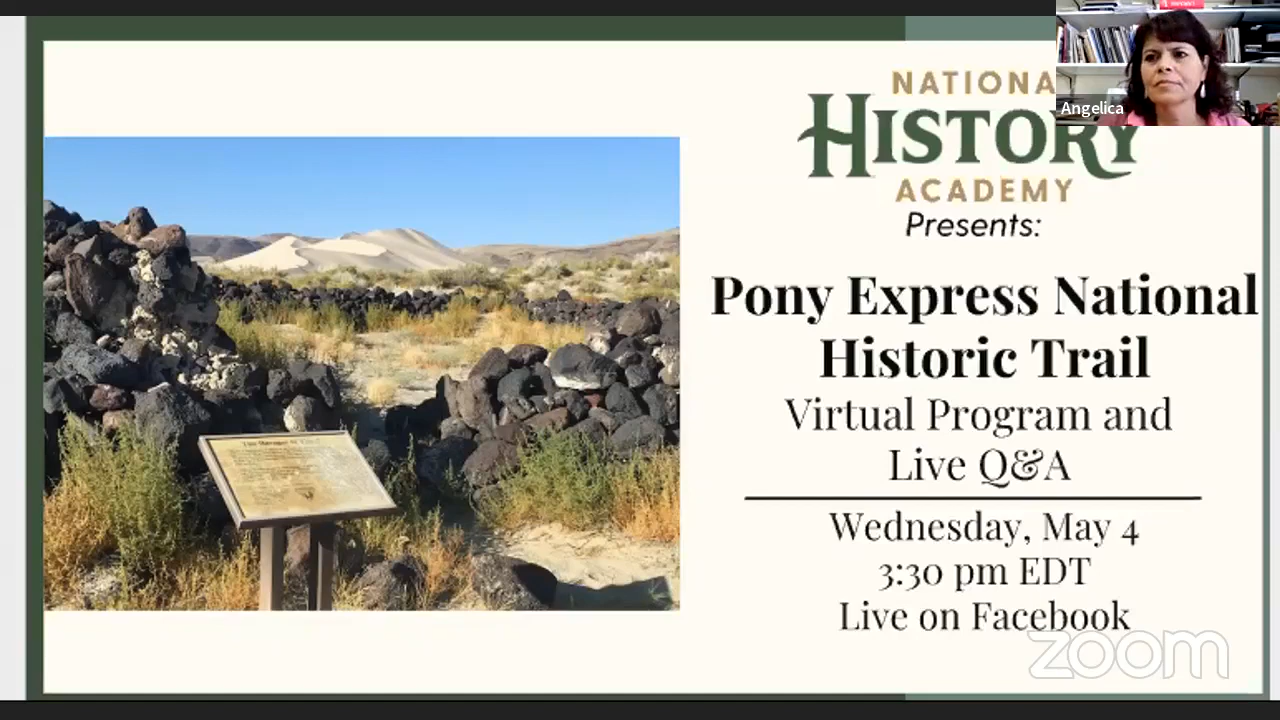 Angelica
NATIONA
HISTORY
ACADEMY
Presents:
Pony Express National
Historic Trail
Virtual Program and
Live Q&A
Wednesday, May 4
3:30 pm EDT
Live on Facebook
zoom